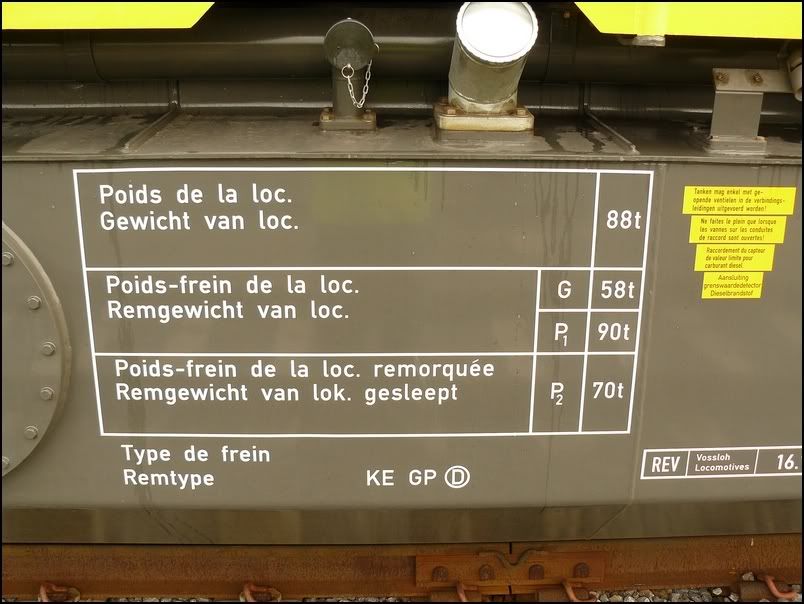 Poids de la loc.
Gewicht van loc.
88t
Poids-frein de la loc.
Remgewicht van loc.
G 58t
P1 90t
Poids-frein de la loc. remorquée
Remgewicht van lok. gesleept
P2 70t
Type de frein
Remtype
KE GP D
Tanken mag enkel met ge-
opende ventielen in de verbindings-
leidingen uitgevoerd worden!
Ne faites le plein que lorsque
les vannes sur les conduites
de raccord sont ouvertes!
Raccordement du capteur
de valeur limite pour
carburant diesel.
Aansluiting
grenswaardedetector
Dieselbrandstof
REV
Vossloh
Locomotives
16.